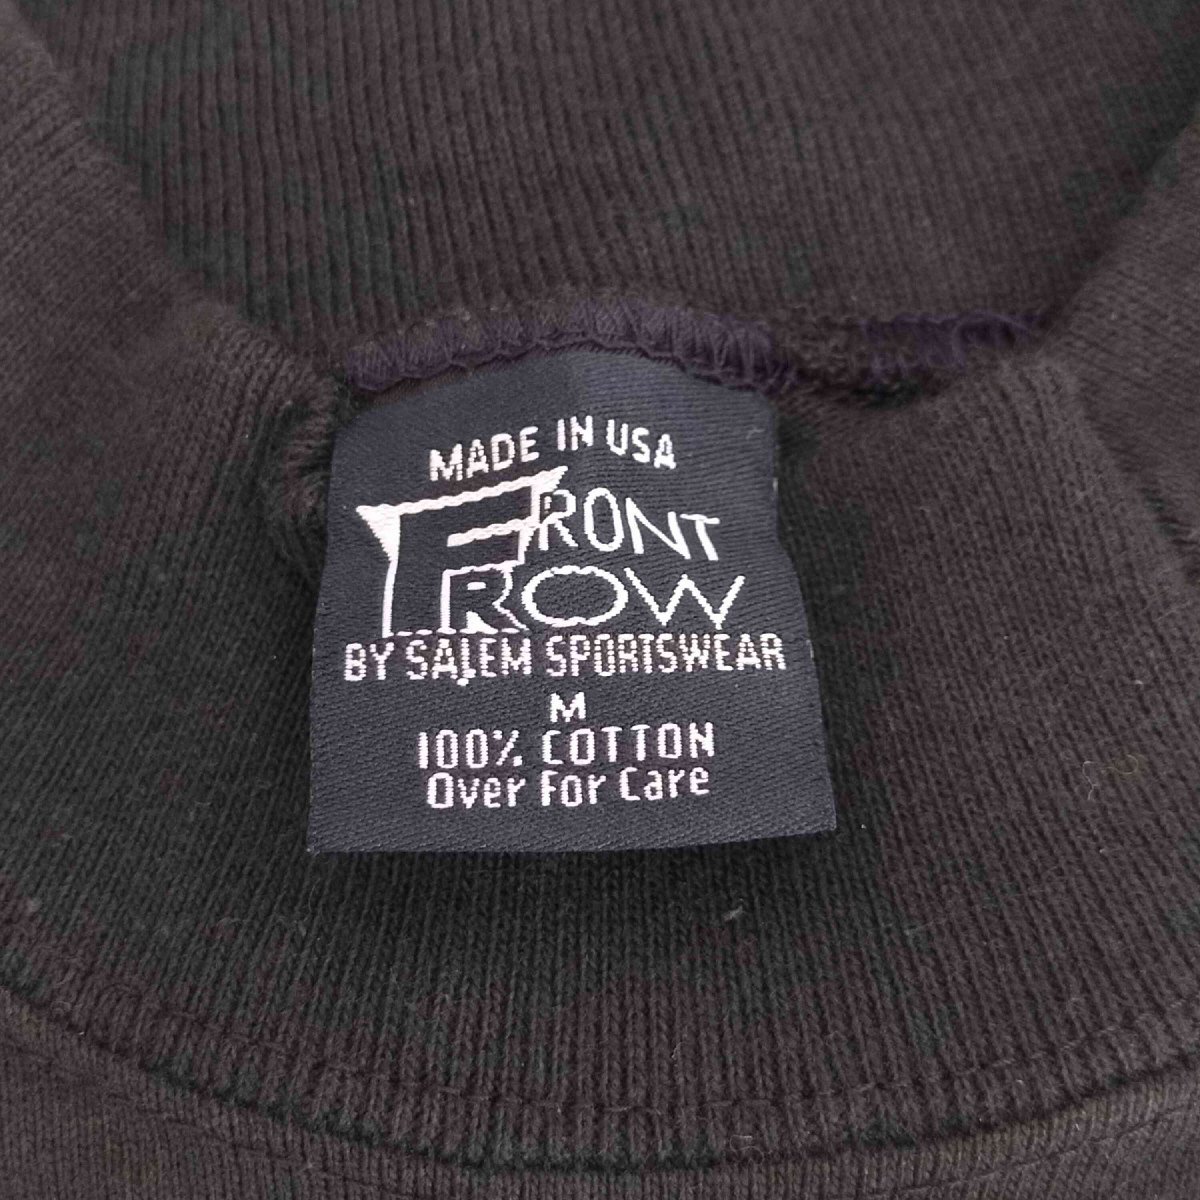 MADE IN USA
FRONT
ROW
BY SALEM SPORTSWEAR
M
100% COTTON
Over For Care